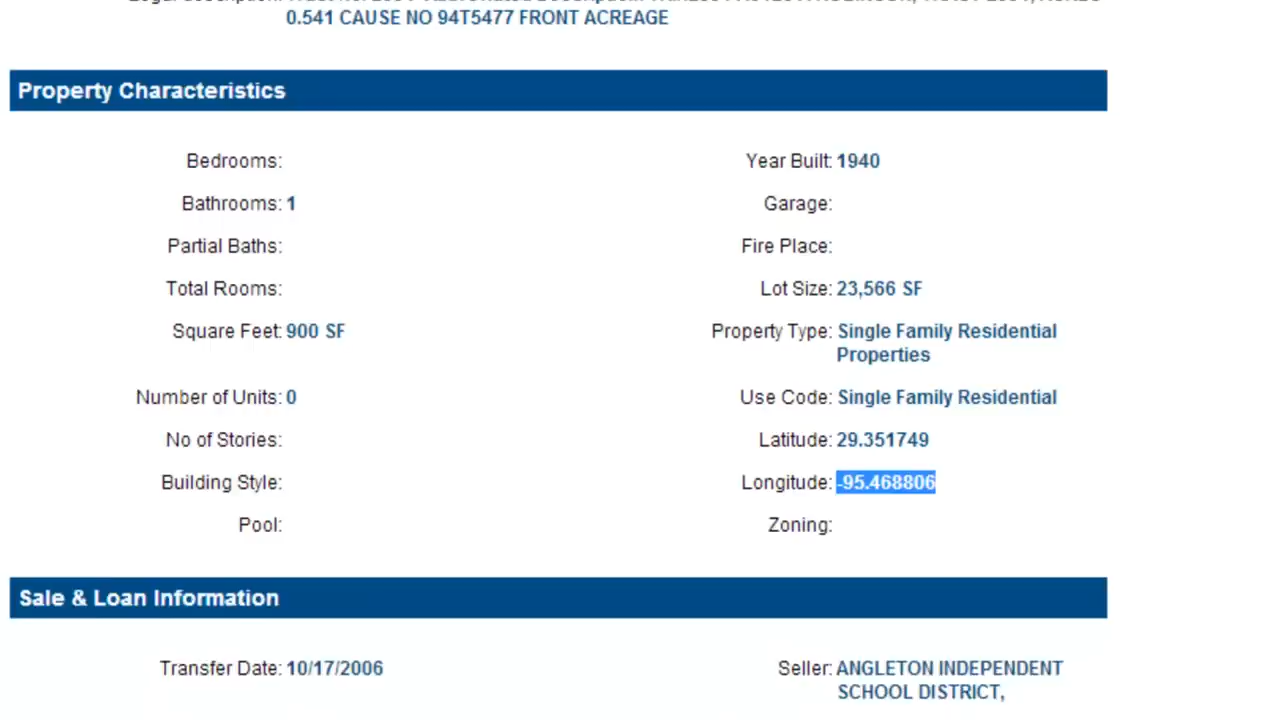 0.541 CAUSE NO 94T5477 FRONT ACREAGE
Property Characteristics
Bedrooms:
Year Built: 1940
Bathrooms: 1
Garage:
Partial Baths:
Fire Place:
Total Rooms:
Lot Size: 23,566 SF
Square Feet: 900 SF
Property Type: Single Family Residential
Properties
Number of Units: 0
Use Code: Single Family Residential
No of Stories:
Latitude: 29.351749
Building Style:
Longitude: -95.468806
Pool:
Zoning:
Sale & Loan Information
Transfer Date: 10/17/2006
Seller: ANGLETON INDEPENDENT
SCHOOL DISTRICT,